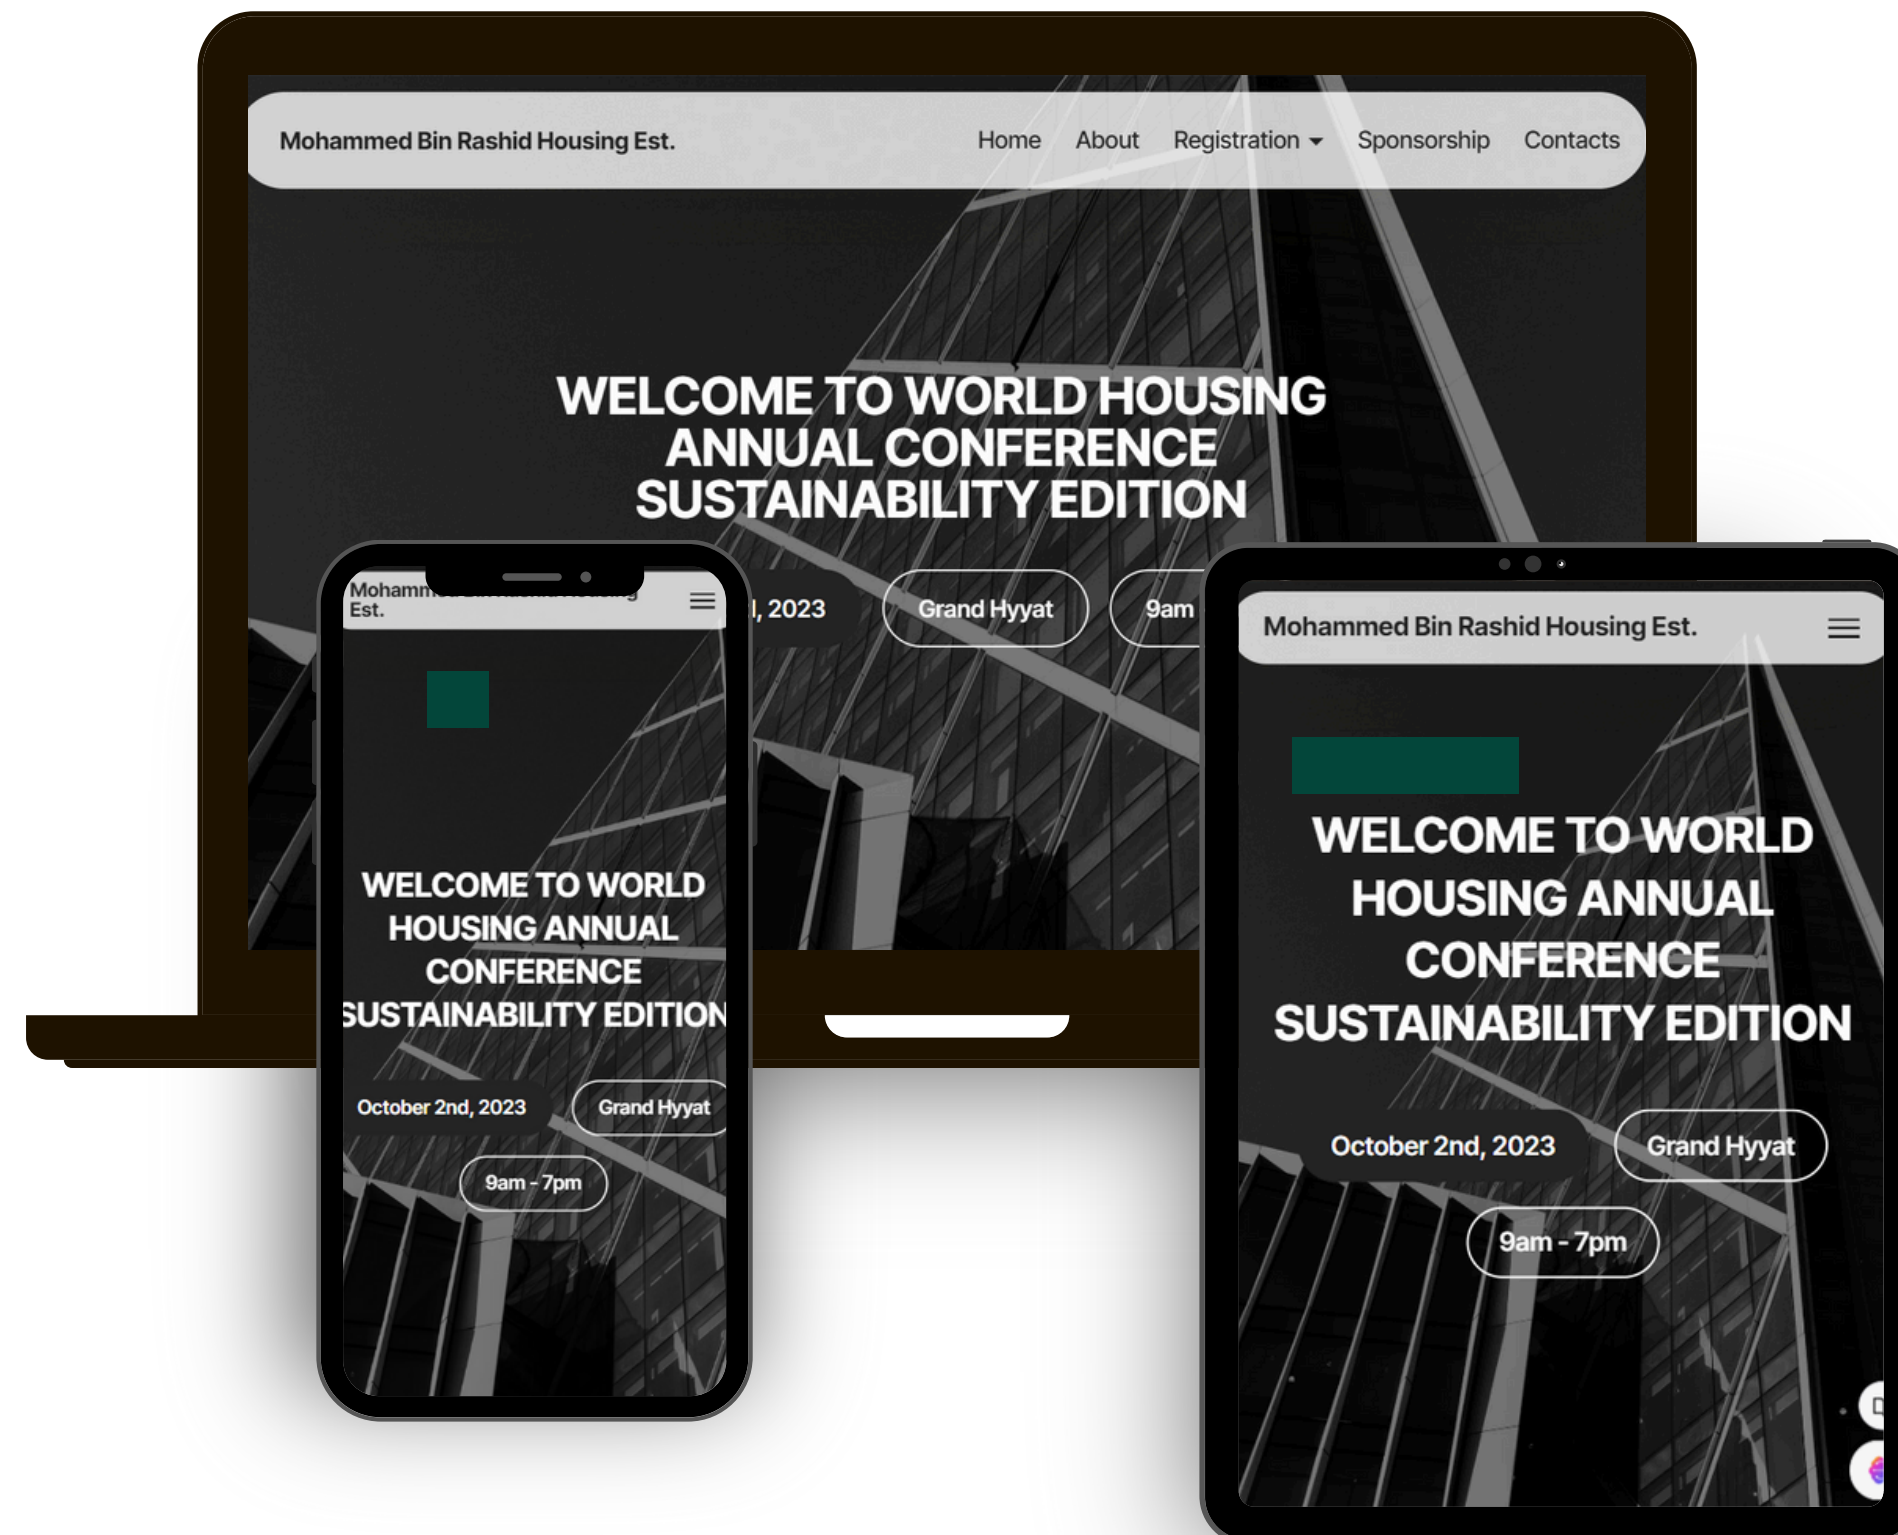 Mohammed Bin Rashid Housing Est.
Home About Registration Sponsorship Contacts
WELCOME TO WORLD HOUSING
ANNUAL CONFERENCE
SUSTAINABILITY EDITION
, 2023
Grand Hyyat
9am
Est.
WELCOME TO WORLD
HOUSING ANNUAL
CONFERENCE
SUSTAINABILITY EDITION
October 2nd, 2023
Grand Hyyat
9am - 7pm
Mohammed Bin Rashid Housing Est.
WELCOME TO WORLD
HOUSING ANNUAL
CONFERENCE
SUSTAINABILITY EDITION
October 2nd, 2023
Grand Hyyat
9am - 7pm